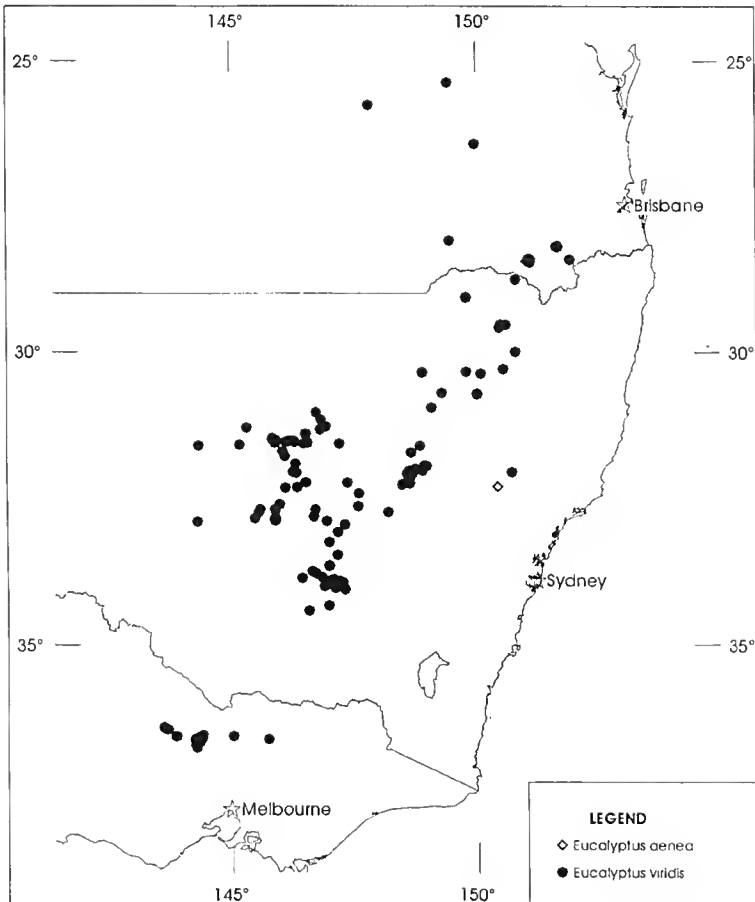 145° 150°
25° 25°
Brisbane
30° 30°
Sydney
35° 35°
Melbourne
LEGEND
Eucalyptus aenea
Eucalyptus viridis
145° 150°